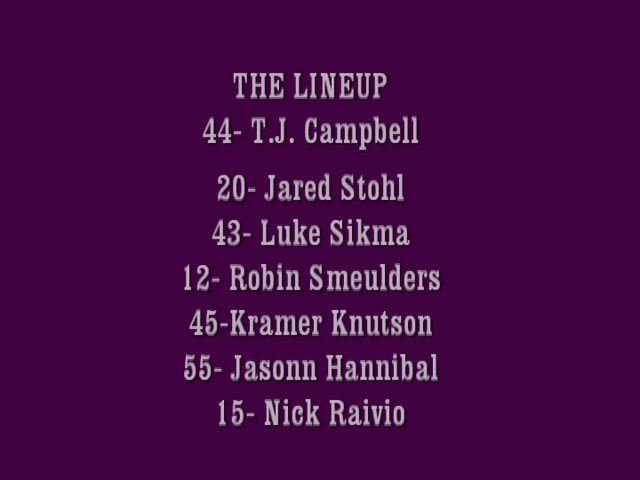 THE LINEUP
44- T.J. Campbell
20- Jared Stohl
43- Luke Sikma
12- Robin Smeulders
45-Kramer Knutson
55- Jasonn Hannibal
15- Nick Raivio